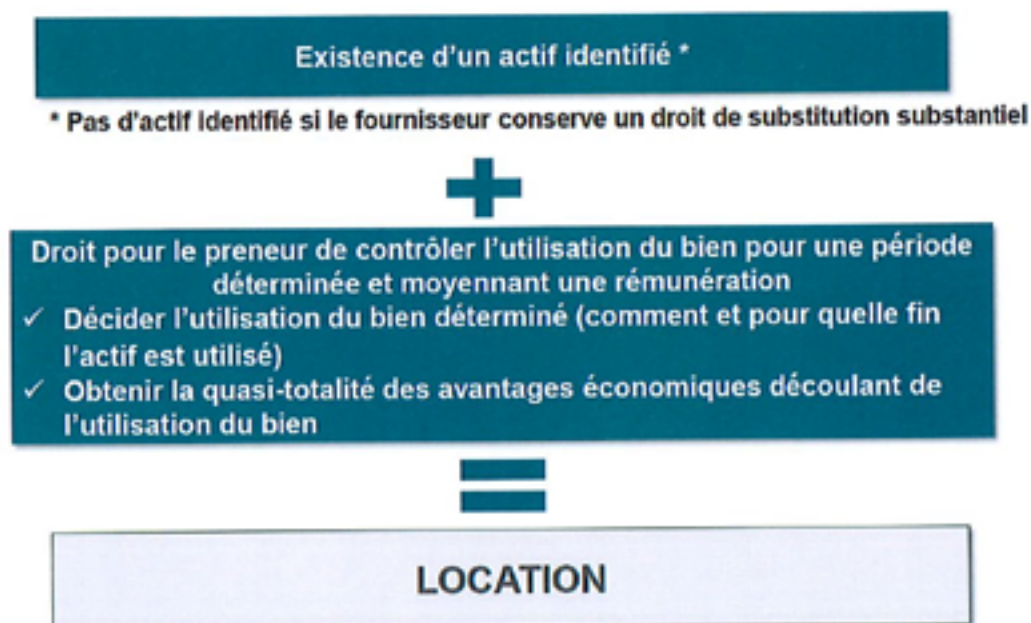 Existence d'un actif identifié *
* Pas d'actif identifié si le fournisseur conserve un droit de substitution substantiel
+
Droit pour le preneur de contrôler l'utilisation du bien pour une période
déterminée et moyennant une rémunération
✓ Décider l'utilisation du bien déterminé (comment et pour quelle fin
l'actif est utilisé)
✓ Obtenir la quasi-totalité des avantages économiques découlant de
l'utilisation du bien
=
LOCATION